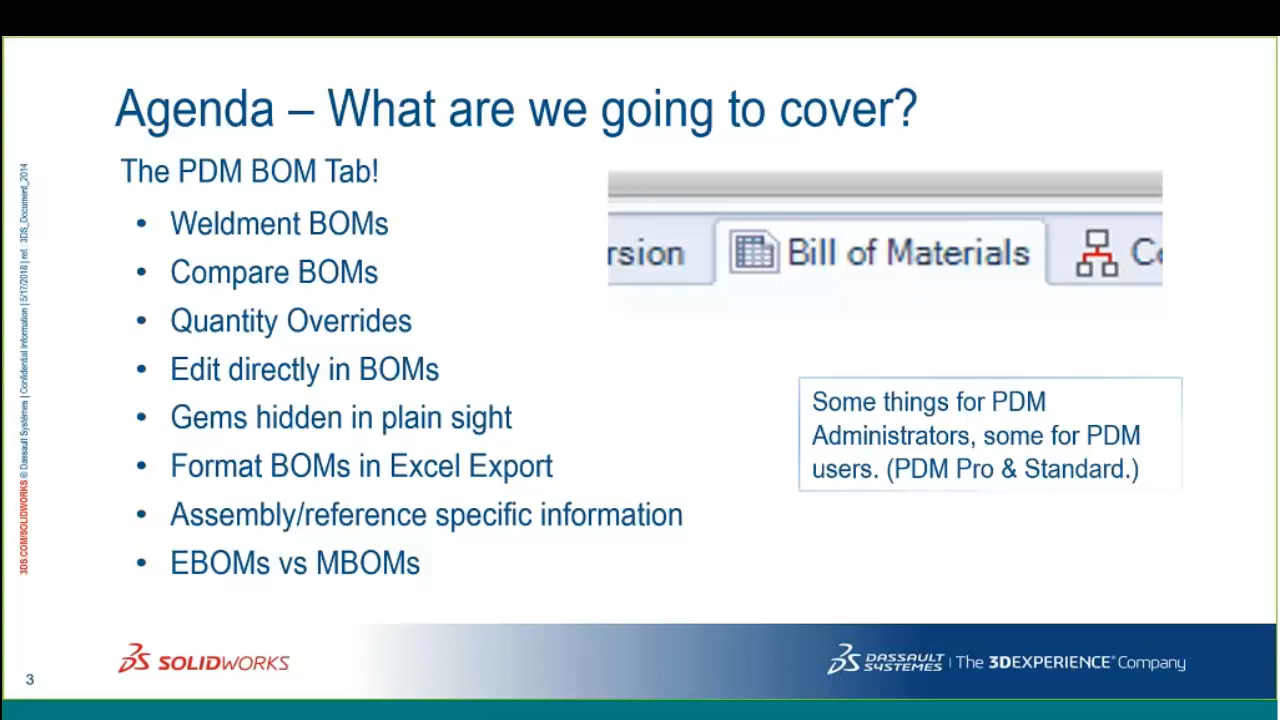 Agenda – What are we going to cover?
The PDM BOM Tab!
• Weldment BOMs
• Compare BOMs
• Quantity Overrides
• Edit directly in BOMs
• Gems hidden in plain sight
• Format BOMs in Excel Export
• Assembly/reference specific information
• EBOMs vs MBOMs
rsion
Bill of Materials
Co
Some things for PDM
Administrators, some for PDM
users. (PDM Pro & Standard.)
3DS.COM/SOLIDWORKS © Dassault Systèmes | Confidential Information | 5/17/2018 | ref.: 3DS_Document_2014
3
SOLIDWORKS
DASSAULT
SYSTEMES
| The 3DEXPERIENCE® Company